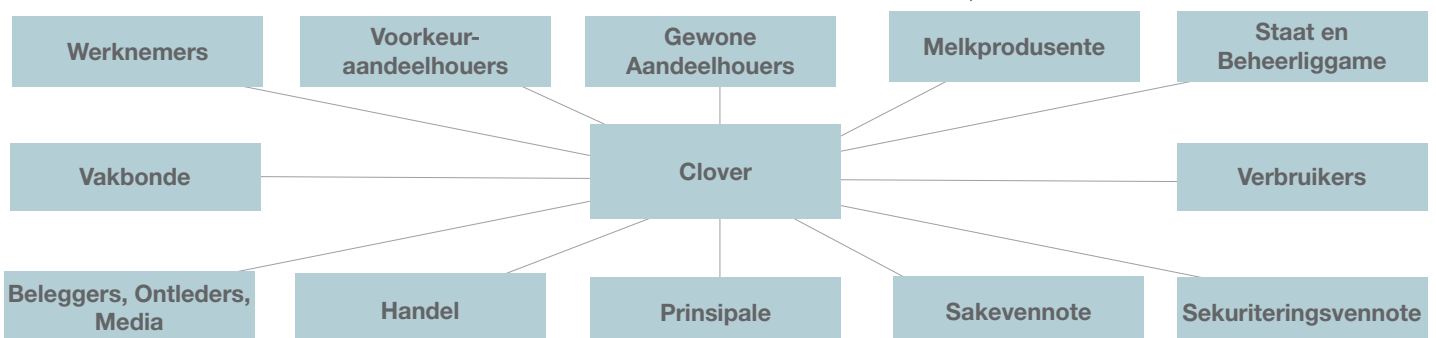 Werknemers
Voorkeur-
aandeelhouers
Gewone
Aandeelhouers
Melkprodusente
Staat en
Beheerliggame
Vakbonde
Clover
Verbruikers
Beleggers, Ontleders,
Media
Handel
Prinsipale
Sakevennote
Sekuriteringsvennote